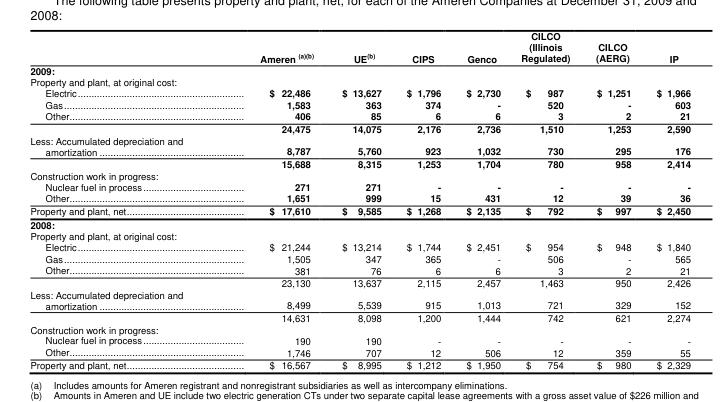 The following table presents property and plant, net, for each of the Ameren Companies at December 31, 2009 and
2008:
CILCO
(Illinois CILCO
Ameren (a)(b) UE(b) CIPS Genco Regulated) (AERG) IP
2009:
Property and plant, at original cost:
Electric $ 22,486 $ 13,627 $ 1,796 $ 2,730 $ 987 $ 1,251 $ 1,966
Gas 1,583 363 374 - 520 - 603
Other 406 85 6 6 3 2 21
24,475 14,075 2,176 2,736 1,510 1,253 2,590
Less: Accumulated depreciation and
amortization 8,787 5,760 923 1,032 730 295 176
15,688 8,315 1,253 1,704 780 958 2,414
Construction work in progress:
Nuclear fuel in process 271 271 - - - - -
Other 1,651 999 15 431 12 39 36
Property and plant, net $ 17,610 $ 9,585 $ 1,268 $ 2,135 $ 792 $ 997 $ 2,450
2008:
Property and plant, at original cost:
Electric $ 21,244 $ 13,214 $ 1,744 $ 2,451 $ 954 $ 948 $ 1,840
Gas 1,505 347 365 - 506 - 565
Other 381 76 6 6 3 2 21
23,130 13,637 2,115 2,457 1,463 950 2,426
Less: Accumulated depreciation and
amortization 8,499 5,539 915 1,013 721 329 152
14,631 8,098 1,200 1,444 742 621 2,274
Construction work in progress:
Nuclear fuel in process 190 190 - - - - -
Other 1,746 707 12 506 12 359 55
Property and plant, net $ 16,567 $ 8,995 $ 1,212 $ 1,950 $ 754 $ 980 $ 2,329
(a) Includes amounts for Ameren registrant and nonregistrant subsidiaries as well as intercompany eliminations.
(b) Amounts in Ameren and UE include two electric generation CTs under two separate capital lease agreements with a gross asset value of $226 million and